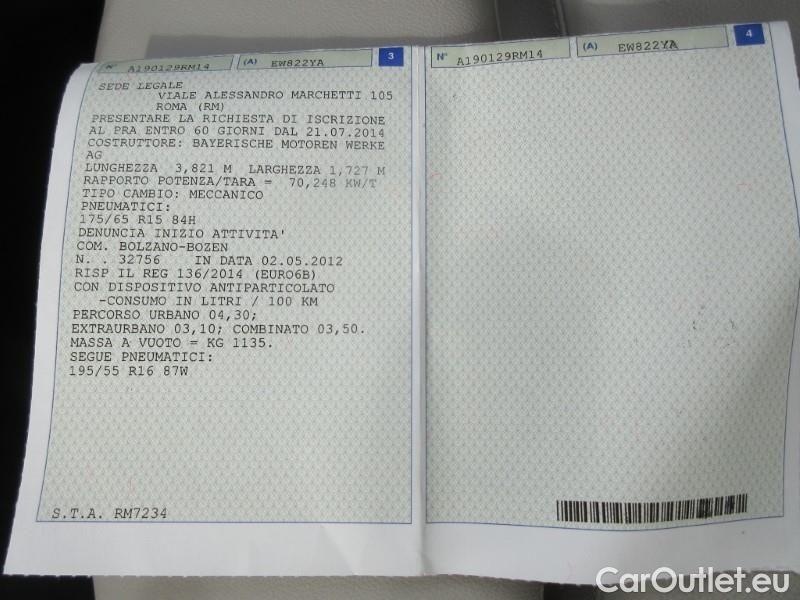 3
N° A190129RM14 (A) EW822YA
SEDE LEGALE
VIALE ALESSANDRO MARCHETTI 105
ROMA (RM)
PRESENTARE LA RICHIESTA DI ISCRIZIONE
AL PRA ENTRO 60 GIORNI DAL 21.07.2014
COSTRUTTORE: BAYERISCHE MOTOREN WERKE
AG
LUNGHEZZA 3,821 M LARGHEZZA 1,727 M
RAPPORTO POTENZA/TARA = 70,248 KW/T
TIPO CAMBIO: MECCANICO
PNEUMATICI:
175/65 R15 84H
DENUNCIA INIZIO ATTIVITA'
COM. BOLZANO-BOZEN
N. . 32756 IN DATA 02.05.2012
RISP IL REG 136/2014 (EURO6B)
CON DISPOSITIVO ANTIPARTICOLATO
-CONSUMO IN LITRI / 100 KM
PERCORSO URBANO 04,30;
EXTRAURBANO 03,10; COMBINATO 03,50.
MASSA A VUOTO = KG 1135.
SEGUE PNEUMATICI:
195/55 R16 87W
S.T.A. RM7234
4
N° A190129RM14 (A) EW822YA
CarOutlet.eu